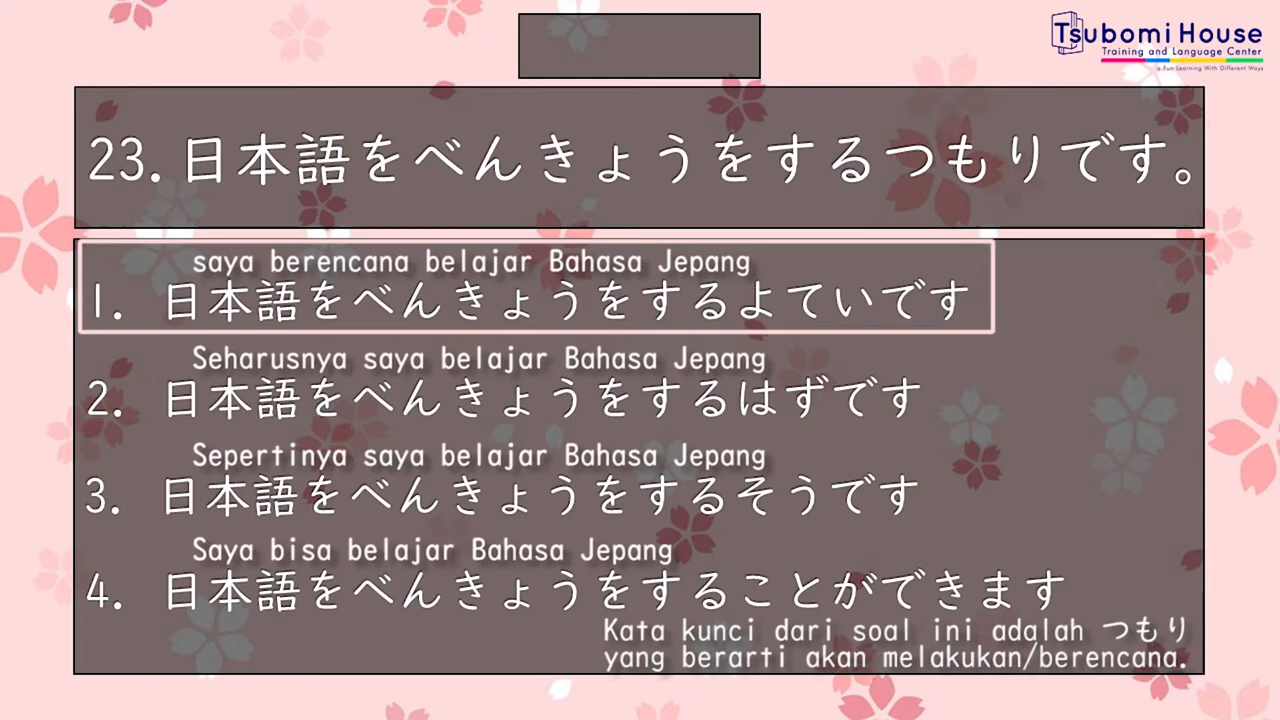 Tsubomi House
Training and Language Center
a Fun Learning With Different Ways
23.日本語をべんきょうをするつもりです。
saya berencana belajar Bahasa Jepang
1. 日本語をべんきょうをするよていです
Seharusnya saya belajar Bahasa Jepang
2. 日本語をべんきょうをするはずです
Sepertinya saya belajar Bahasa Jepang
3. 日本語をべんきょうをするそうです
Saya bisa belajar Bahasa Jepang
4. 日本語をべんきょうをすることができます
Kata kunci dari soal ini adalah つもり
yang berarti akan melakukan/berencana.